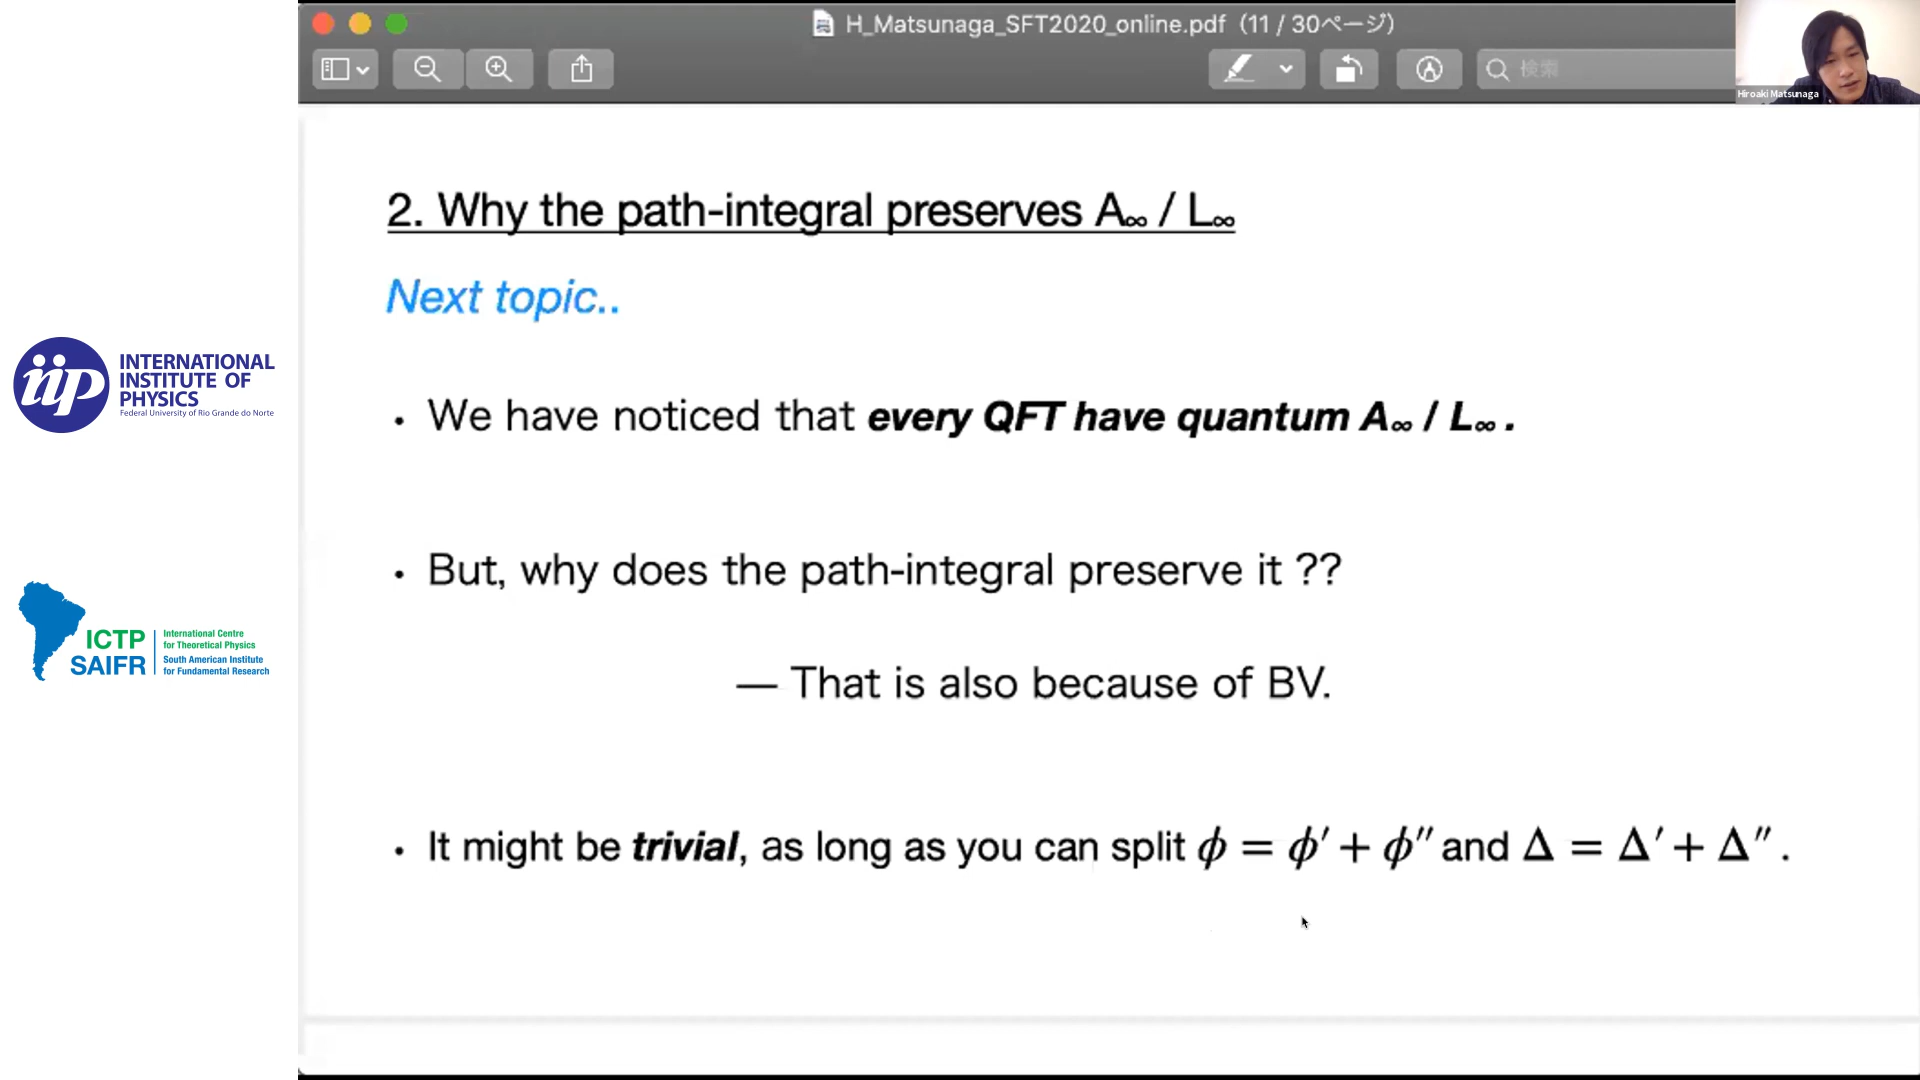 H_Matsunaga_SFT2020_online.pdf（11 / 30ページ）
検索
Hiroaki Matsunaga
2. Why the path-integral preserves A∞ / L∞
Next topic..
INTERNATIONAL
INSTITUTE OF
PHYSICS
Federal University of Rio Grande do Norte
iip
• We have noticed that every QFT have quantum A∞ / L∞ .
• But, why does the path-integral preserve it ??
— That is also because of BV.
ICTP
SAIFR
International Centre
for Theoretical Physics
South American Institute
for Fundamental Research
• It might be trivial, as long as you can split ϕ = ϕ′ + ϕ″ and Δ = Δ′ + Δ″ .